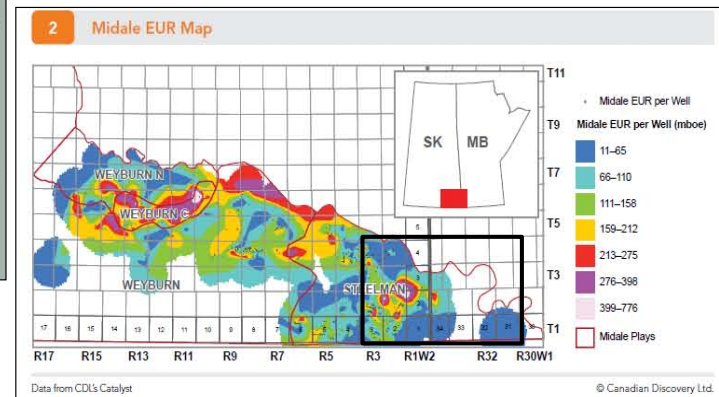 2 Midale EUR Map
T11
T9
T7
T5
T3
T1
SK MB
WEYBURN N
WEYBURN C
WEYBURN
STEELMAN
5
4
17 16 15 14 13 12 11 10 9 8 7
33
R17 R15 R13 R11 R9 R7 R5 R3 R1W2 R32 R30W1
Midale EUR per Well
Midale EUR per Well (mboe)
11–65
66–110
111–158
159–212
213–275
276–398
399–776
Midale Plays
Data from CDL's Catalyst
© Canadian Discovery Ltd.